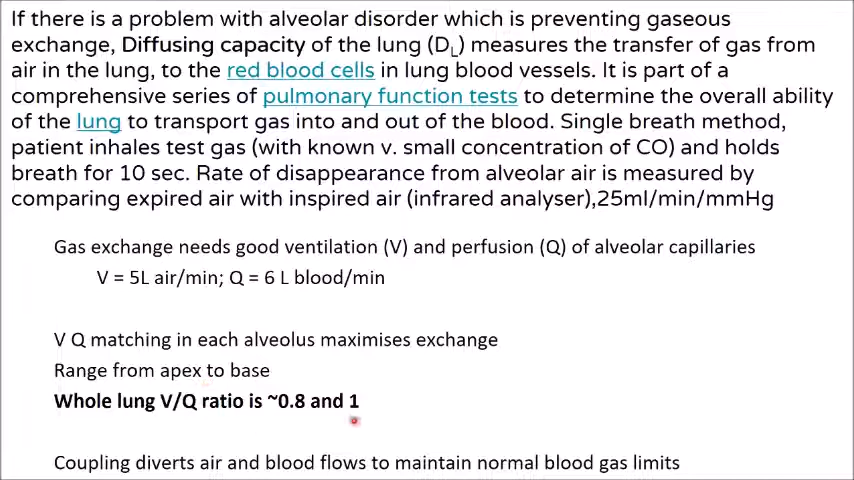 If there is a problem with alveolar disorder which is preventing gaseous
exchange, Diffusing capacity of the lung (DL) measures the transfer of gas from
air in the lung, to the red blood cells in lung blood vessels. It is part of a
comprehensive series of pulmonary function tests to determine the overall ability
of the lung to transport gas into and out of the blood. Single breath method,
patient inhales test gas (with known v. small concentration of CO) and holds
breath for 10 sec. Rate of disappearance from alveolar air is measured by
comparing expired air with inspired air (infrared analyser),25ml/min/mmHg
Gas exchange needs good ventilation (V) and perfusion (Q) of alveolar capillaries
V = 5L air/min; Q = 6 L blood/min
V Q matching in each alveolus maximises exchange
Range from apex to base
Whole lung V/Q ratio is ~0.8 and 1
Coupling diverts air and blood flows to maintain normal blood gas limits